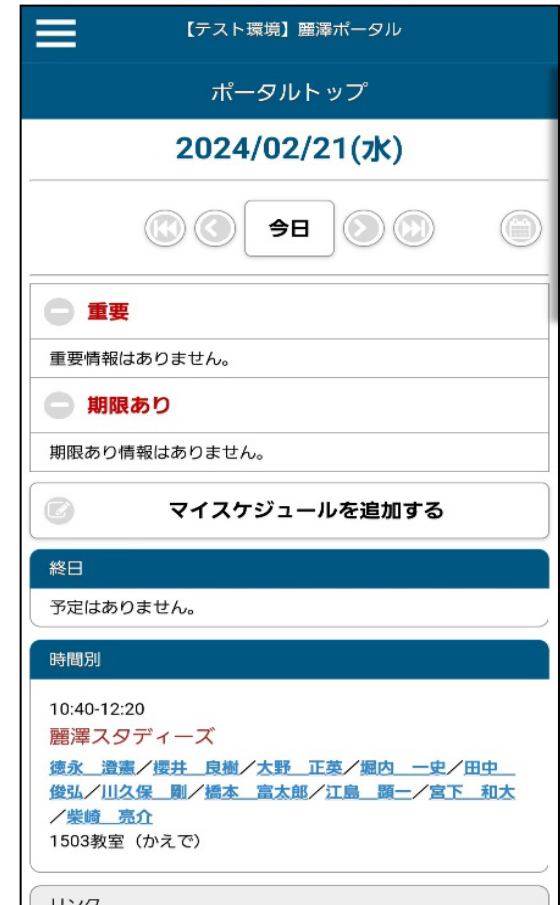 【テスト環境】麗澤ポータル
ポータルトップ
2024/02/21(水)
今日
重要
重要情報はありません。
期限あり
期限あり情報はありません。
マイスケジュールを追加する
終日
予定はありません。
時間別
10:40-12:20
麗澤スタディーズ
徳永　澄憲／櫻井　良樹／大野　正英／堀内　一史／田中
俊弘／川久保　剛／橋本　富太郎／江島　顕一／宮下　和大
／柴崎　亮介
1503教室（かえで）
リンク